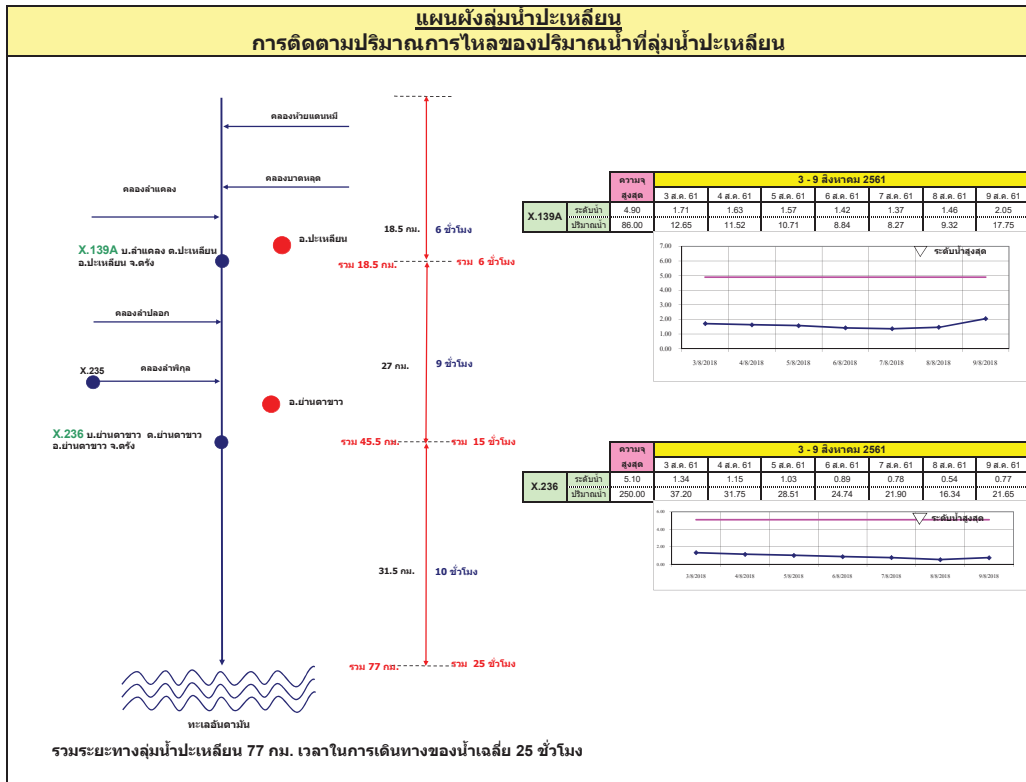 แผนผังลุ่มน้ำปะเหลียน
การติดตามปริมาณการไหลของปริมาณน้ำที่ลุ่มน้ำปะเหลียน
คลองห้วยแดนหมี
คลองบาดหลุด
คลองลำแคลง
X.139A บ.ลำแคลง ต.ปะเหลียน
อ.ปะเหลียน จ.ตรัง
อ.ปะเหลียน
18.5 กม.
6 ชั่วโมง
รวม 18.5 กม.
รวม 6 ชั่วโมง
คลองลำปลอก
X.235
คลองลำพิกุล
27 กม.
9 ชั่วโมง
อ.ย่านตาขาว
X.236 บ.ย่านตาขาว ต.ย่านตาขาว
อ.ย่านตาขาว จ.ตรัง
รวม 45.5 กม.
รวม 15 ชั่วโมง
31.5 กม.
10 ชั่วโมง
รวม 77 กม.
รวม 25 ชั่วโมง
ทะเลอันดามัน
รวมระยะทางลุ่มน้ำปะเหลียน 77 กม. เวลาในการเดินทางของน้ำเฉลี่ย 25 ชั่วโมง
ความจุ 3 - 9 สิงหาคม 2561
สูงสุด 3 ส.ค. 61 4 ส.ค. 61 5 ส.ค. 61 6 ส.ค. 61 7 ส.ค. 61 8 ส.ค. 61 9 ส.ค. 61
X.139A ระดับน้ำ 4.90 1.71 1.63 1.57 1.42 1.37 1.46 2.05
ปริมาณน้ำ 86.00 12.65 11.52 10.71 8.84 8.27 9.32 17.75
ระดับน้ำสูงสุด
7.00
6.00
5.00
4.00
3.00
2.00
1.00
0.00
3/8/2018 4/8/2018 5/8/2018 6/8/2018 7/8/2018 8/8/2018 9/8/2018
ความจุ 3 - 9 สิงหาคม 2561
สูงสุด 3 ส.ค. 61 4 ส.ค. 61 5 ส.ค. 61 6 ส.ค. 61 7 ส.ค. 61 8 ส.ค. 61 9 ส.ค. 61
X.236 ระดับน้ำ 5.10 1.34 1.15 1.03 0.89 0.78 0.54 0.77
ปริมาณน้ำ 250.00 37.20 31.75 28.51 24.74 21.90 16.34 21.65
ระดับน้ำสูงสุด
6.00
4.00
2.00
0.00
3/8/2018 4/8/2018 5/8/2018 6/8/2018 7/8/2018 8/8/2018 9/8/2018